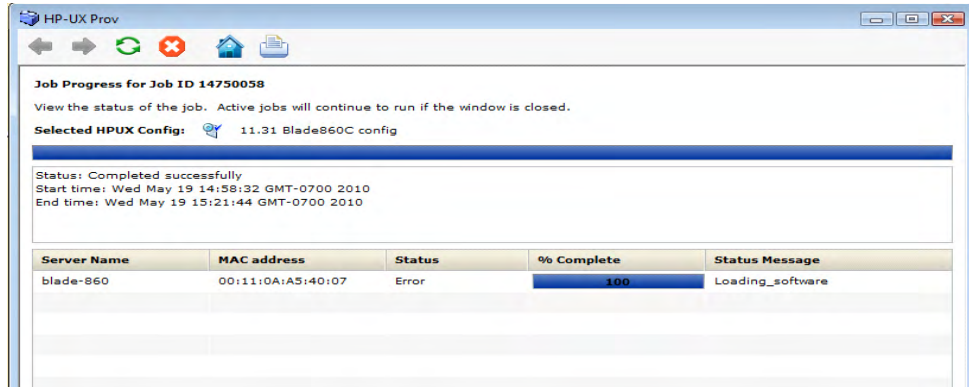 HP-UX Prov
Job Progress for Job ID 14750058
View the status of the job.  Active jobs will continue to run if the window is closed.
Selected HPUX Config: 11.31 Blade860C config
Status: Completed successfully
Start time: Wed May 19 14:58:32 GMT-0700 2010
End time: Wed May 19 15:21:44 GMT-0700 2010
Server Name MAC address Status % Complete Status Message
blade-860 00:11:0A:A5:40:07 Error 100 Loading_software